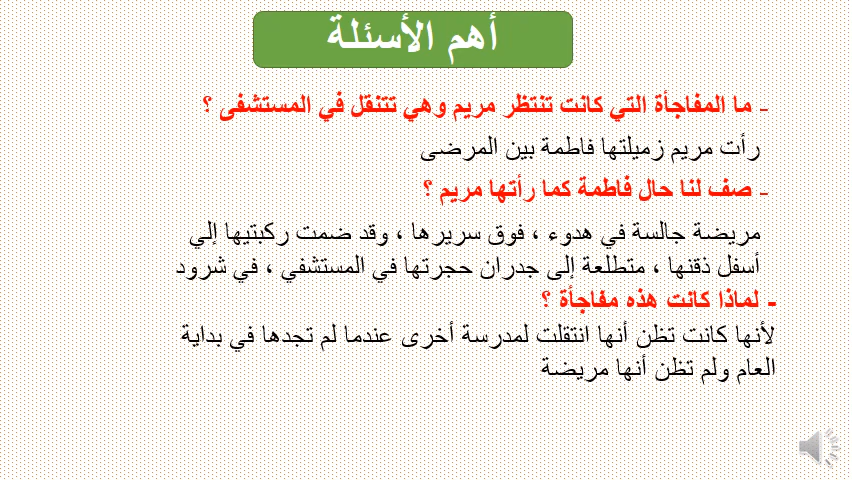 أهم الأسئلة
- ما المفاجأة التي كانت تنتظر مريم وهي تتنقل في المستشفى ؟
رأت مريم زميلتها فاطمة بين المرضى
- صف لنا حال فاطمة كما رأتها مريم ؟
مريضة جالسة في هدوء ، فوق سريرها ، وقد ضمت ركبتيها إلي
أسفل ذقنها ، متطلعة إلى جدران حجرتها في المستشفي ، في شرود
- لماذا كانت هذه مفاجأة ؟
لأنها كانت تظن أنها انتقلت لمدرسة أخرى عندما لم تجدها في بداية
العام ولم تظن أنها مريضة